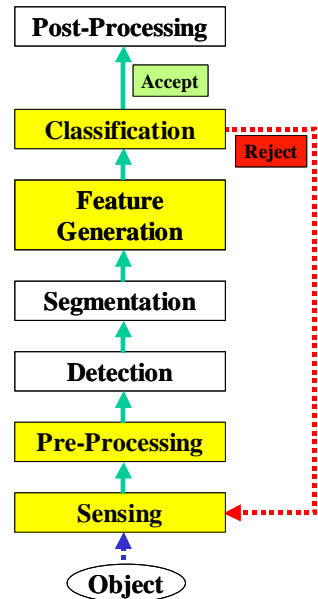 Post-Processing
Accept
Classification
Reject
Feature
Generation
Segmentation
Detection
Pre-Processing
Sensing
Object